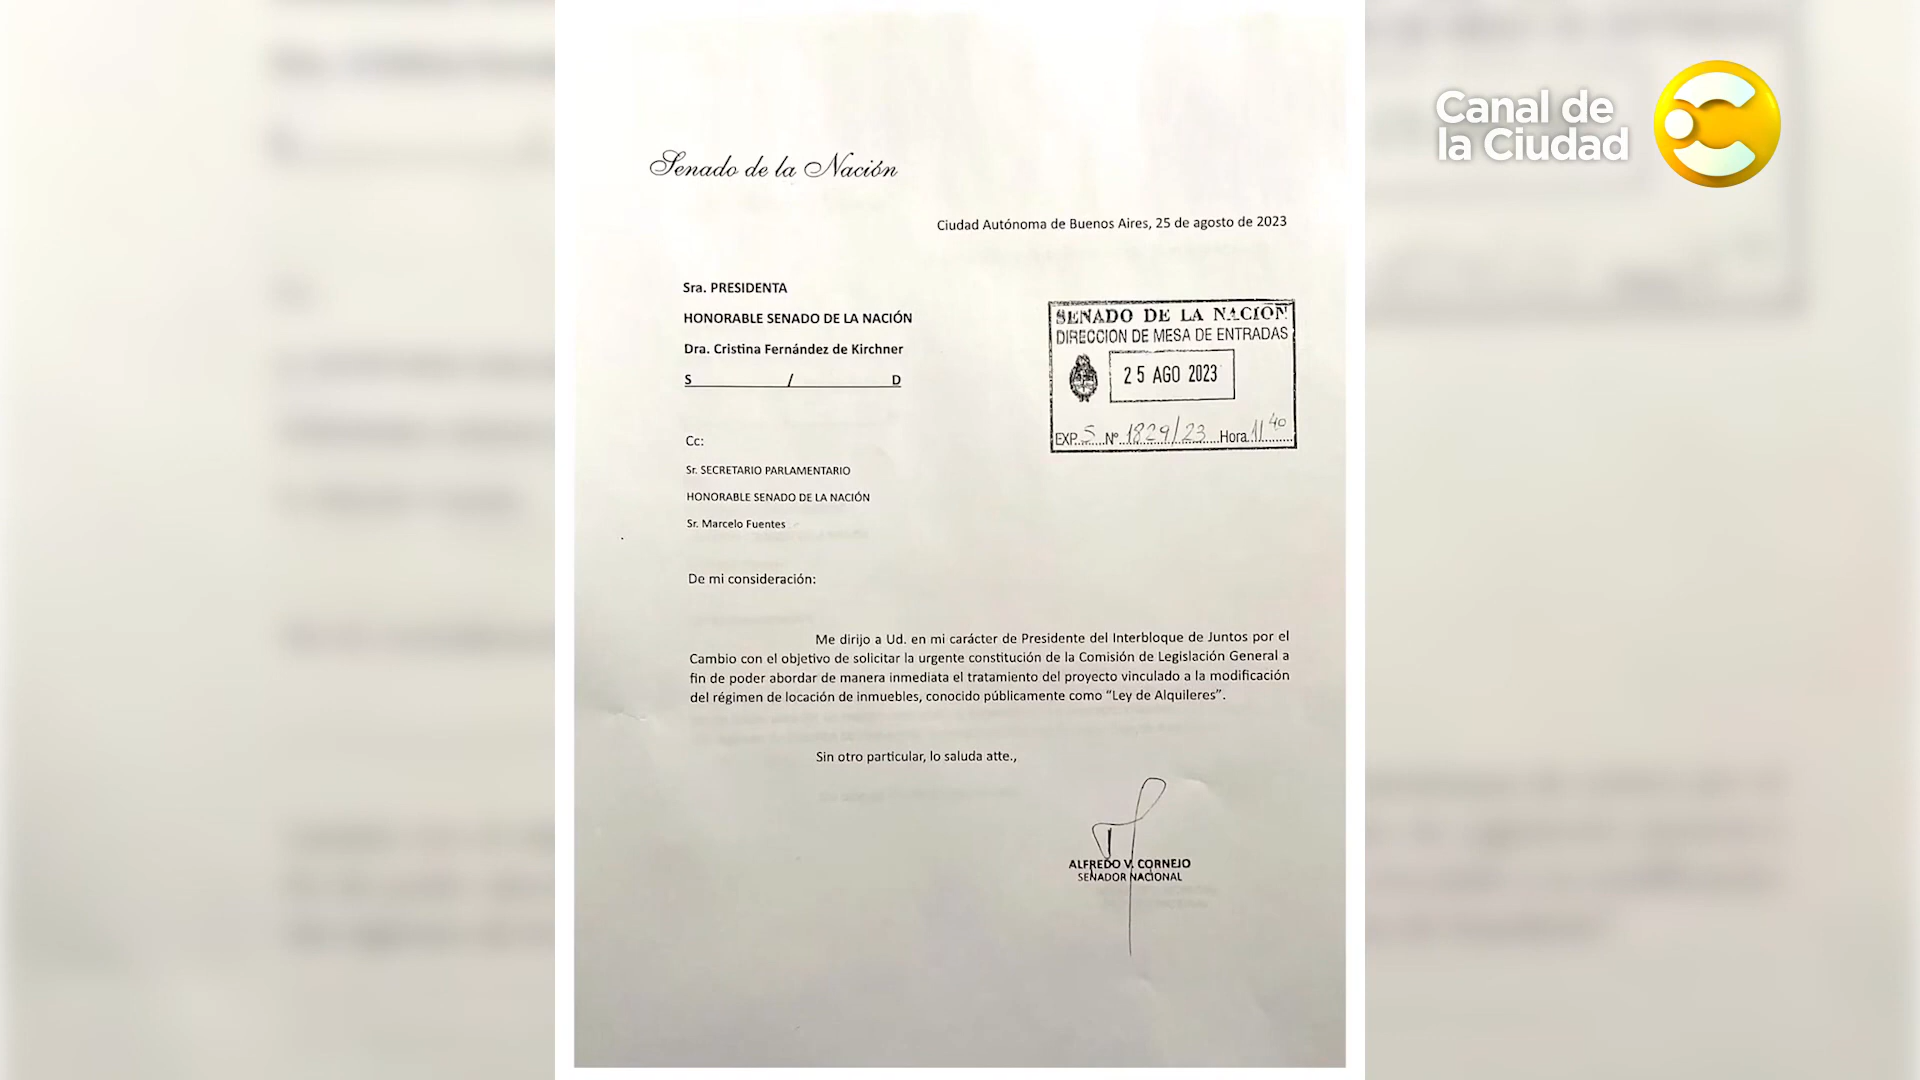 Canal de
la Ciudad
Senado de la Nación
Ciudad Autónoma de Buenos Aires, 25 de agosto de 2023
Sra. PRESIDENTA
HONORABLE SENADO DE LA NACIÓN
Dra. Cristina Fernández de Kirchner
S / D
SENADO DE LA NACION
DIRECCION DE MESA DE ENTRADAS
25 AGO 2023
EXP. S Nº 1829/23 Hora 11 40
Cc:
Sr. SECRETARIO PARLAMENTARIO
HONORABLE SENADO DE LA NACIÓN
Sr. Marcelo Fuentes
De mi consideración:
Me dirijo a Ud. en mi carácter de Presidente del Interbloque de Juntos por el
Cambio con el objetivo de solicitar la urgente constitución de la Comisión de Legislación General a
fin de poder abordar de manera inmediata el tratamiento del proyecto vinculado a la modificación
del régimen de locación de inmuebles, conocido públicamente como “Ley de Alquileres”.
Sin otro particular, lo saluda atte.,
ALFREDO V. CORNEJO
SENADOR NACIONAL